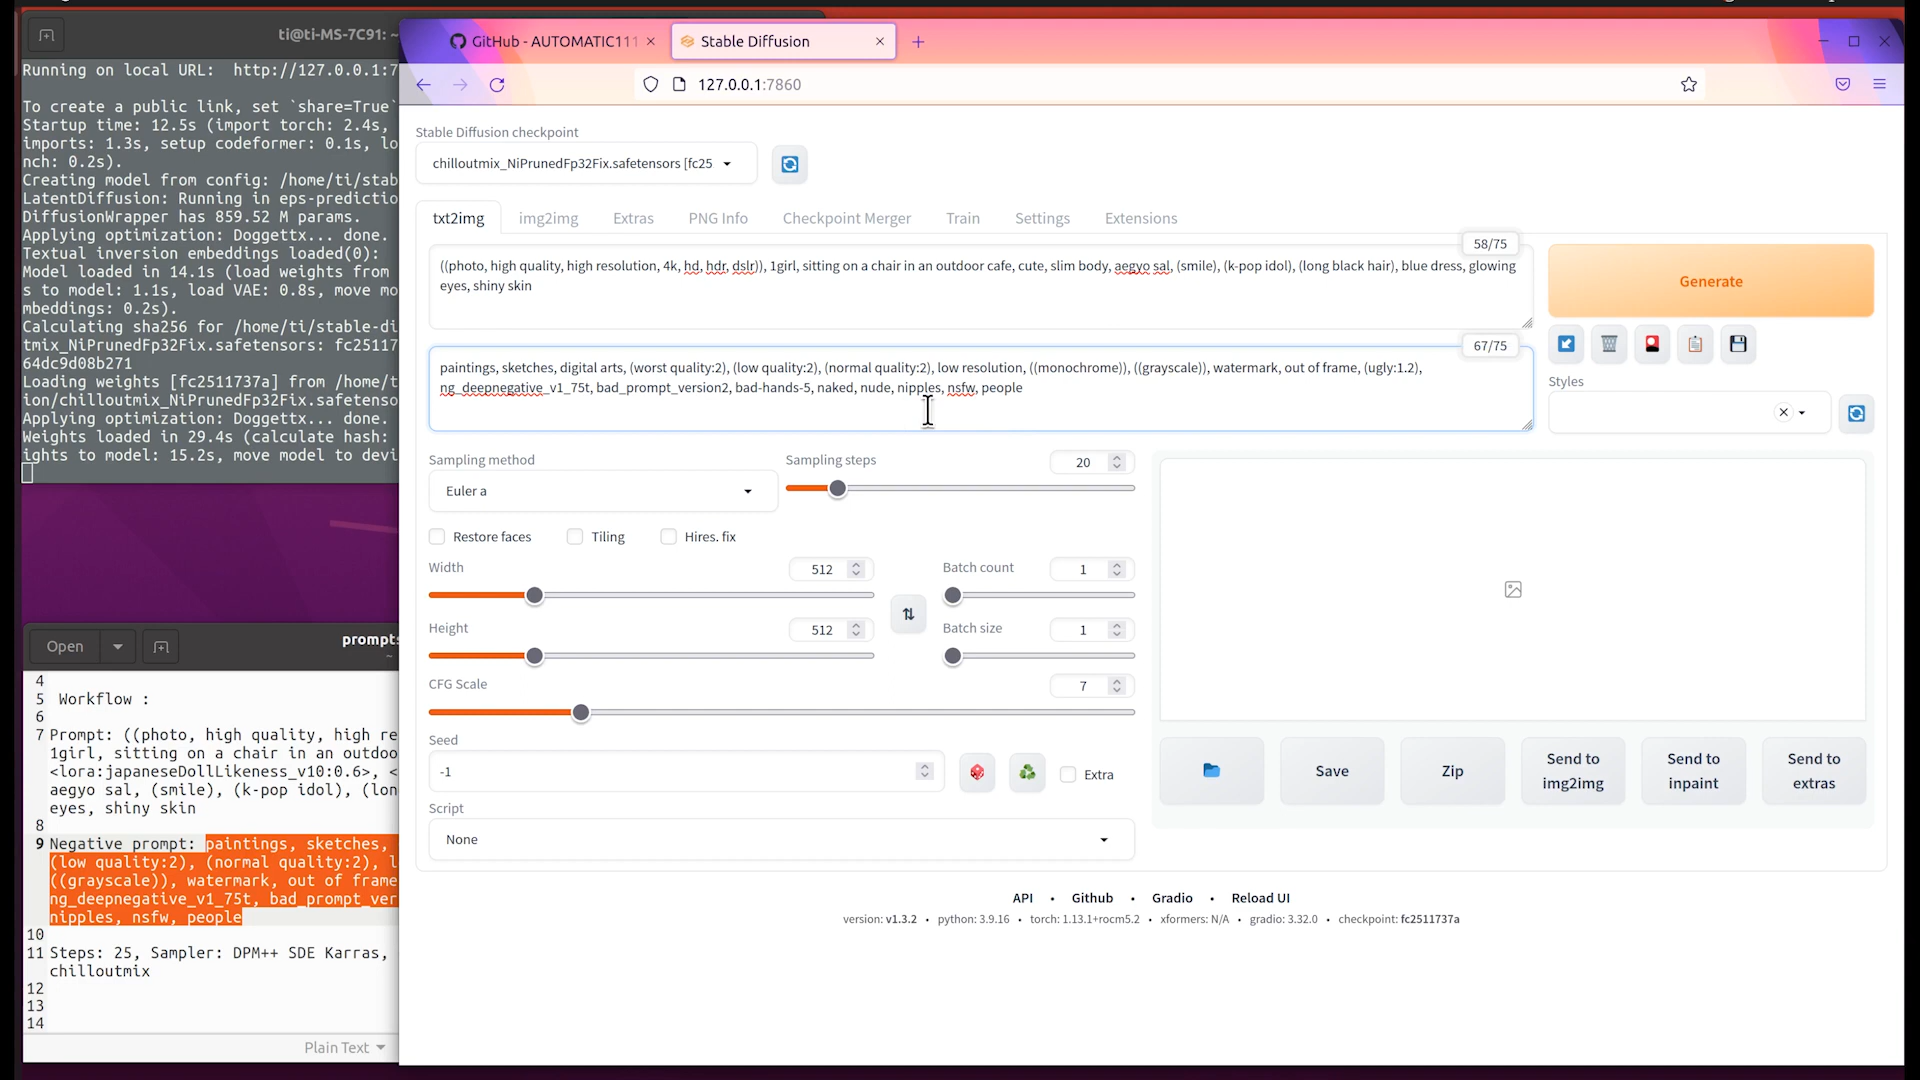 ti@ti-MS-7C91: ~
Running on local URL:  http://127.0.0.1:7
To create a public link, set `share=True`
Startup time: 12.5s (import torch: 2.4s,
imports: 1.3s, setup codeformer: 0.1s, lo
nch: 0.2s).
Creating model from config: /home/ti/stab
LatentDiffusion: Running in eps-predictio
DiffusionWrapper has 859.52 M params.
Applying optimization: Doggettx... done.
Textual inversion embeddings loaded(0):
Model loaded in 14.1s (load weights from
s to model: 1.1s, load VAE: 0.8s, move mo
mbeddings: 0.2s).
Calculating sha256 for /home/ti/stable-di
tmix_NiPrunedFp32Fix.safetensors: fc25117
64dc9d08b271
Loading weights [fc2511737a] from /home/t
ion/chilloutmix_NiPrunedFp32Fix.safetenso
Applying optimization: Doggettx... done.
Weights loaded in 29.4s (calculate hash:
ights to model: 15.2s, move model to devi
Open
prompts
4
5 Workflow :
6
7 Prompt: ((photo, high quality, high re
1girl, sitting on a chair in an outdoo
<lora:japaneseDollLikeness_v10:0.6>, <
aegyo sal, (smile), (k-pop idol), (lon
eyes, shiny skin
8
9 Negative prompt: paintings, sketches,
(low quality:2), (normal quality:2), l
((grayscale)), watermark, out of frame
ng_deepnegative_v1_75t, bad_prompt_ver
nipples, nsfw, people
10
11 Steps: 25, Sampler: DPM++ SDE Karras,
chilloutmix
12
13
14
Plain Text
GitHub - AUTOMATIC111
Stable Diffusion
127.0.0.1:7860
Stable Diffusion checkpoint
chilloutmix_NiPrunedFp32Fix.safetensors [fc25
txt2img img2img Extras PNG Info Checkpoint Merger Train Settings Extensions
58/75
((photo, high quality, high resolution, 4k, hd, hdr, dslr)), 1girl, sitting on a chair in an outdoor cafe, cute, slim body, aegyo sal, (smile), (k-pop idol), (long black hair), blue dress, glowing
eyes, shiny skin
Generate
67/75
paintings, sketches, digital arts, (worst quality:2), (low quality:2), (normal quality:2), low resolution, ((monochrome)), ((grayscale)), watermark, out of frame, (ugly:1.2),
ng_deepnegative_v1_75t, bad_prompt_version2, bad-hands-5, naked, nude, nipples, nsfw, people
Styles
Sampling method
Euler a
Sampling steps
20
Restore faces Tiling Hires. fix
Width
512
Batch count
1
Height
512
Batch size
1
CFG Scale
7
Seed
-1
Extra
Script
None
Save
Zip
Send to
img2img
Send to
inpaint
Send to
extras
API • Github • Gradio • Reload UI
version: v1.3.2 • python: 3.9.16 • torch: 1.13.1+rocm5.2 • xformers: N/A • gradio: 3.32.0 • checkpoint: fc2511737a